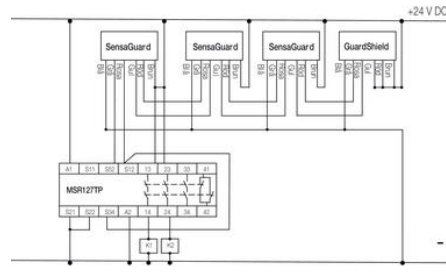 +24 V DC
SensaGuard SensaGuard SensaGuard GuardShield
Blå Grå Rosa Gul Röd Brun Blå Grå Rosa Gul Röd Brun Blå Grå Rosa Gul Röd Brun Blå Grå Rosa Gul Röd Brun
A1 S11 S52 S12 13 23 33 41
MSR127TP
S21 S22 S34 A2 14 24 34 42
K1 K2
-